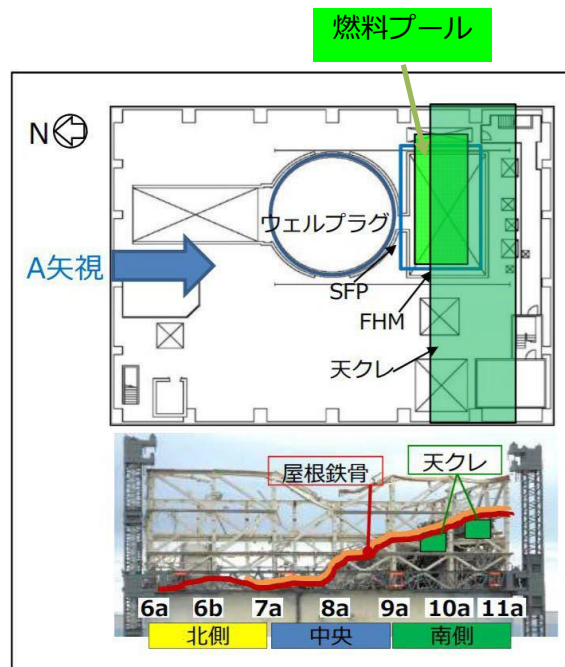 燃料プール
N
ウェルプラグ
A矢視
SFP
FHM
天クレ
屋根鉄骨
天クレ
6a 6b 7a 8a 9a 10a 11a
北側 中央 南側